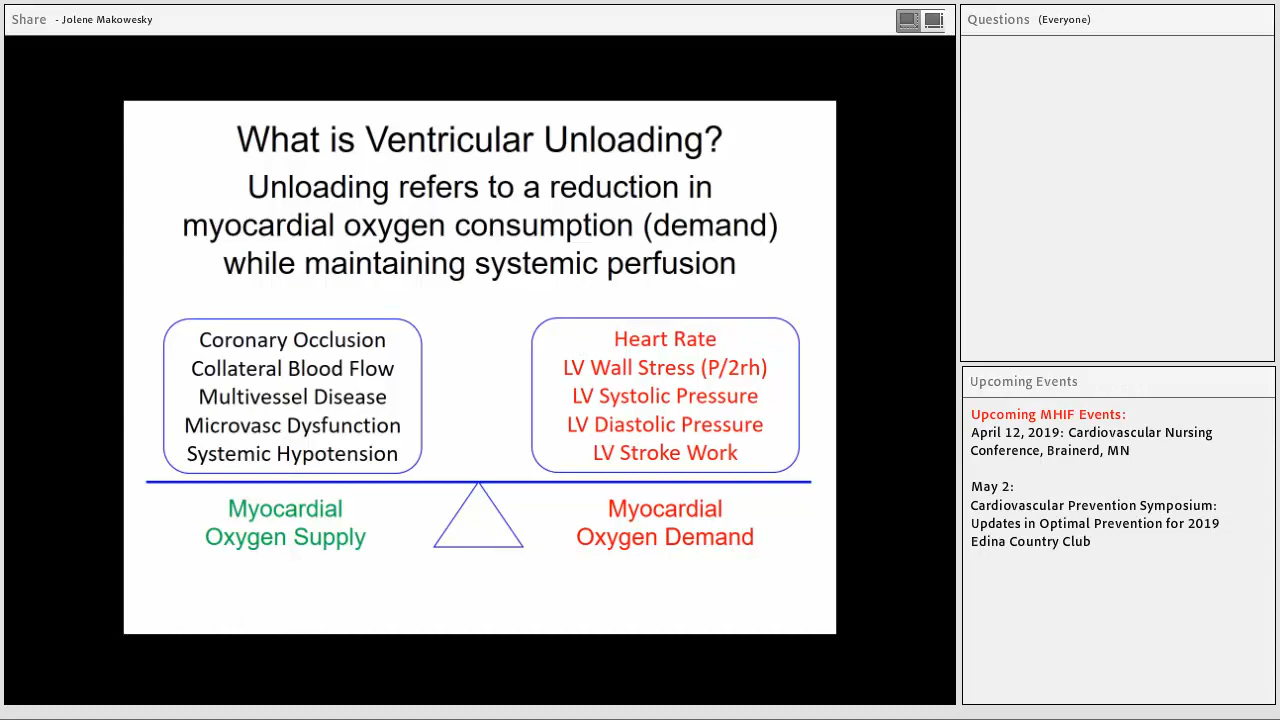 Share - Jolene Makowesky
What is Ventricular Unloading?
Unloading refers to a reduction in
myocardial oxygen consumption (demand)
while maintaining systemic perfusion
Coronary Occlusion
Collateral Blood Flow
Multivessel Disease
Microvasc Dysfunction
Systemic Hypotension
Heart Rate
LV Wall Stress (P/2rh)
LV Systolic Pressure
LV Diastolic Pressure
LV Stroke Work
Myocardial
Oxygen Supply
Myocardial
Oxygen Demand
Questions (Everyone)
Upcoming Events
Upcoming MHIF Events:
April 12, 2019: Cardiovascular Nursing
Conference, Brainerd, MN
May 2:
Cardiovascular Prevention Symposium:
Updates in Optimal Prevention for 2019
Edina Country Club